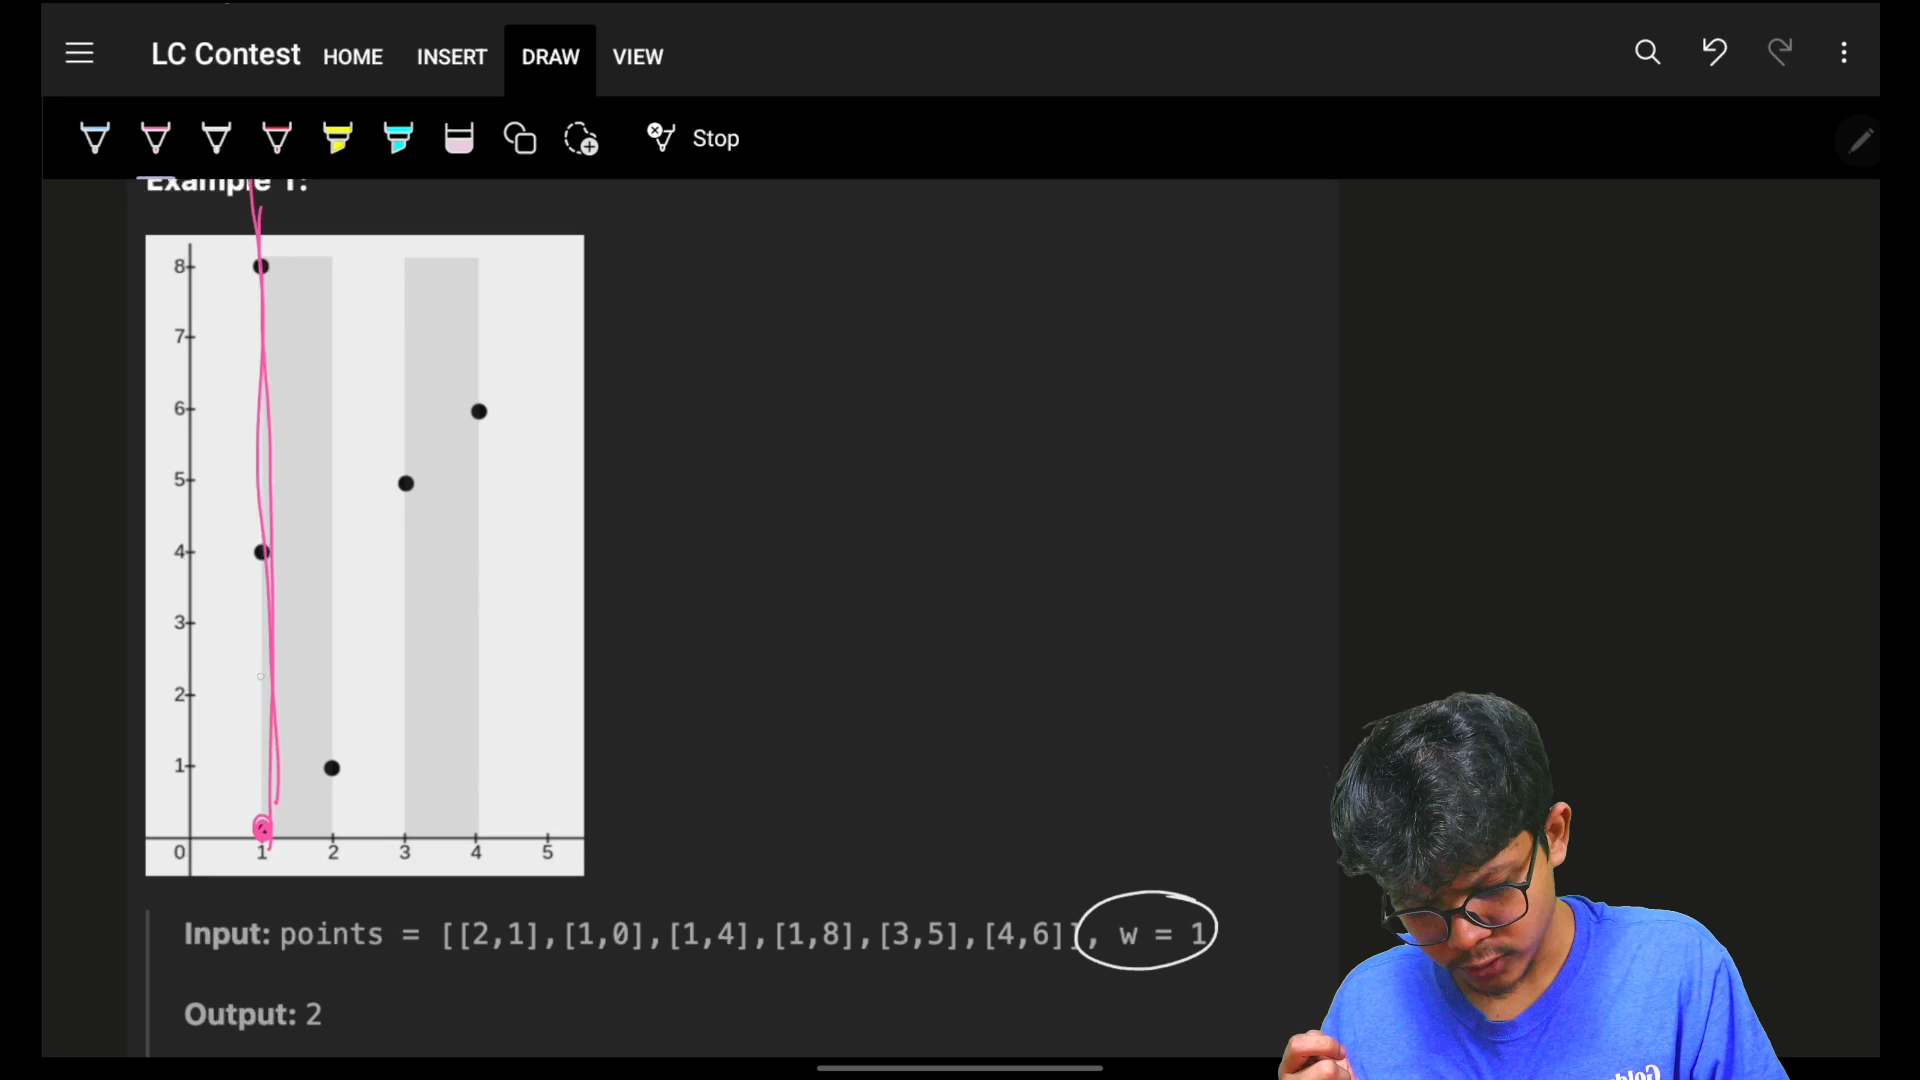 LC Contest HOME INSERT DRAW VIEW
Stop
Example 1:
8
7
6
5
4
3
2
1
0 1 2 3 4 5
Input: points = [[2,1],[1,0],[1,4],[1,8],[3,5],[4,6]], w = 1
Output: 2